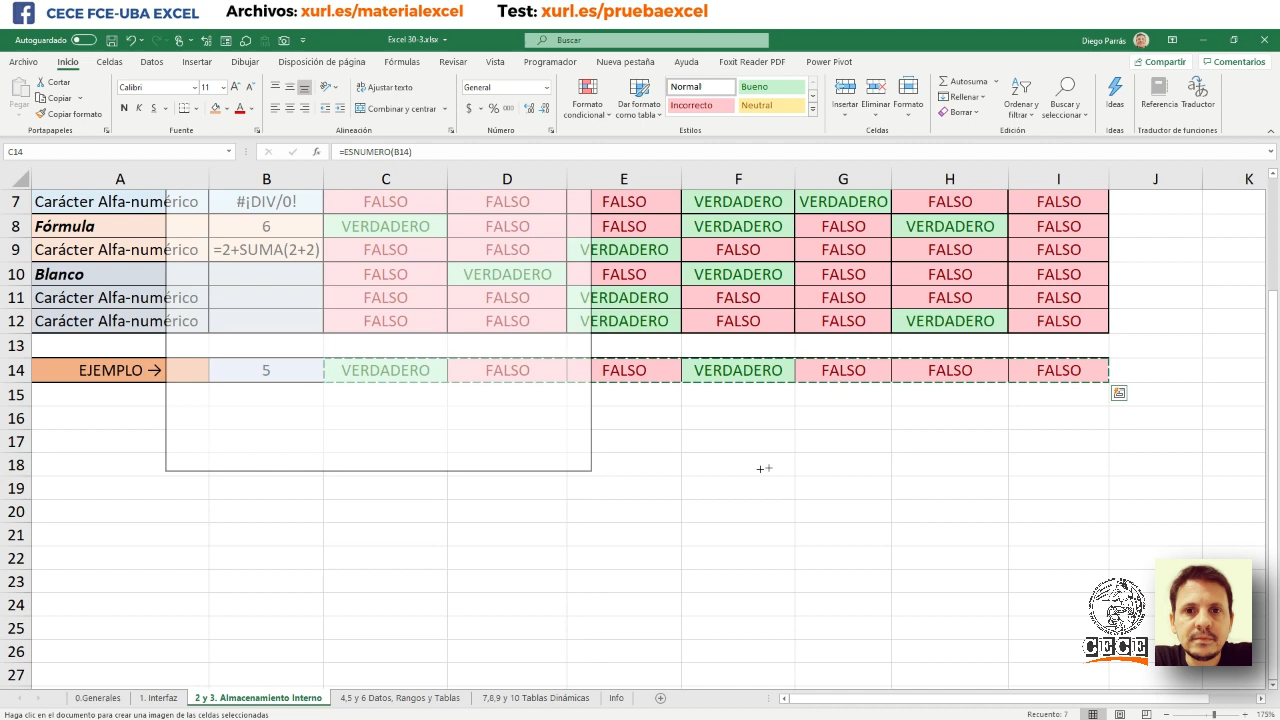 CECE FCE-UBA EXCEL Archivos: xurl.es/materialexcel Test: xurl.es/pruebaexcel
Autoguardado Excel 30-3.xlsx Buscar Diego Parrás
Archivo Inicio Celdas Datos Insertar Dibujar Disposición de página Fórmulas Revisar Vista Programador Nueva pestaña Ayuda Foxit Reader PDF Power Pivot Compartir Comentarios
Pegar Cortar Copiar Copiar formato
Calibri 11
N K S
Ajustar texto
Combinar y centrar
General
$ % 000
Formato condicional Dar formato como tabla
Normal Bueno
Incorrecto Neutral
Insertar Eliminar Formato
Autosuma
Rellenar
Borrar
Ordenar y filtrar Buscar y seleccionar
Ideas
Referencia Traductor
Portapapeles Fuente Alineación Número Estilos Celdas Edición Ideas Traductor de funciones
C14 fx =ESNUMERO(B14)
A B C D E F G H I J K
7 Carácter Alfa-numérico #¡DIV/0! FALSO FALSO FALSO VERDADERO VERDADERO FALSO FALSO
8 Fórmula 6 VERDADERO FALSO FALSO VERDADERO FALSO VERDADERO FALSO
9 Carácter Alfa-numérico =2+SUMA(2+2) FALSO FALSO VERDADERO FALSO FALSO FALSO FALSO
10 Blanco VERDADERO FALSO VERDADERO FALSO FALSO FALSO
11 Carácter Alfa-numérico FALSO FALSO VERDADERO FALSO FALSO FALSO FALSO
12 Carácter Alfa-numérico FALSO FALSO VERDADERO FALSO FALSO VERDADERO FALSO
13
14 EJEMPLO → 5 VERDADERO FALSO FALSO VERDADERO FALSO FALSO FALSO
15
16
17
18
19
20
21
22
23
24
25
26
27
CECE
0.Generales 1. Interfaz 2 y 3. Almacenamiento Interno 4,5 y 6 Datos, Rangos y Tablas 7,8,9 y 10 Tablas Dinámicas Info
Haga clic en el documento para crear una imagen de las celdas seleccionadas Recuento: 7 175%